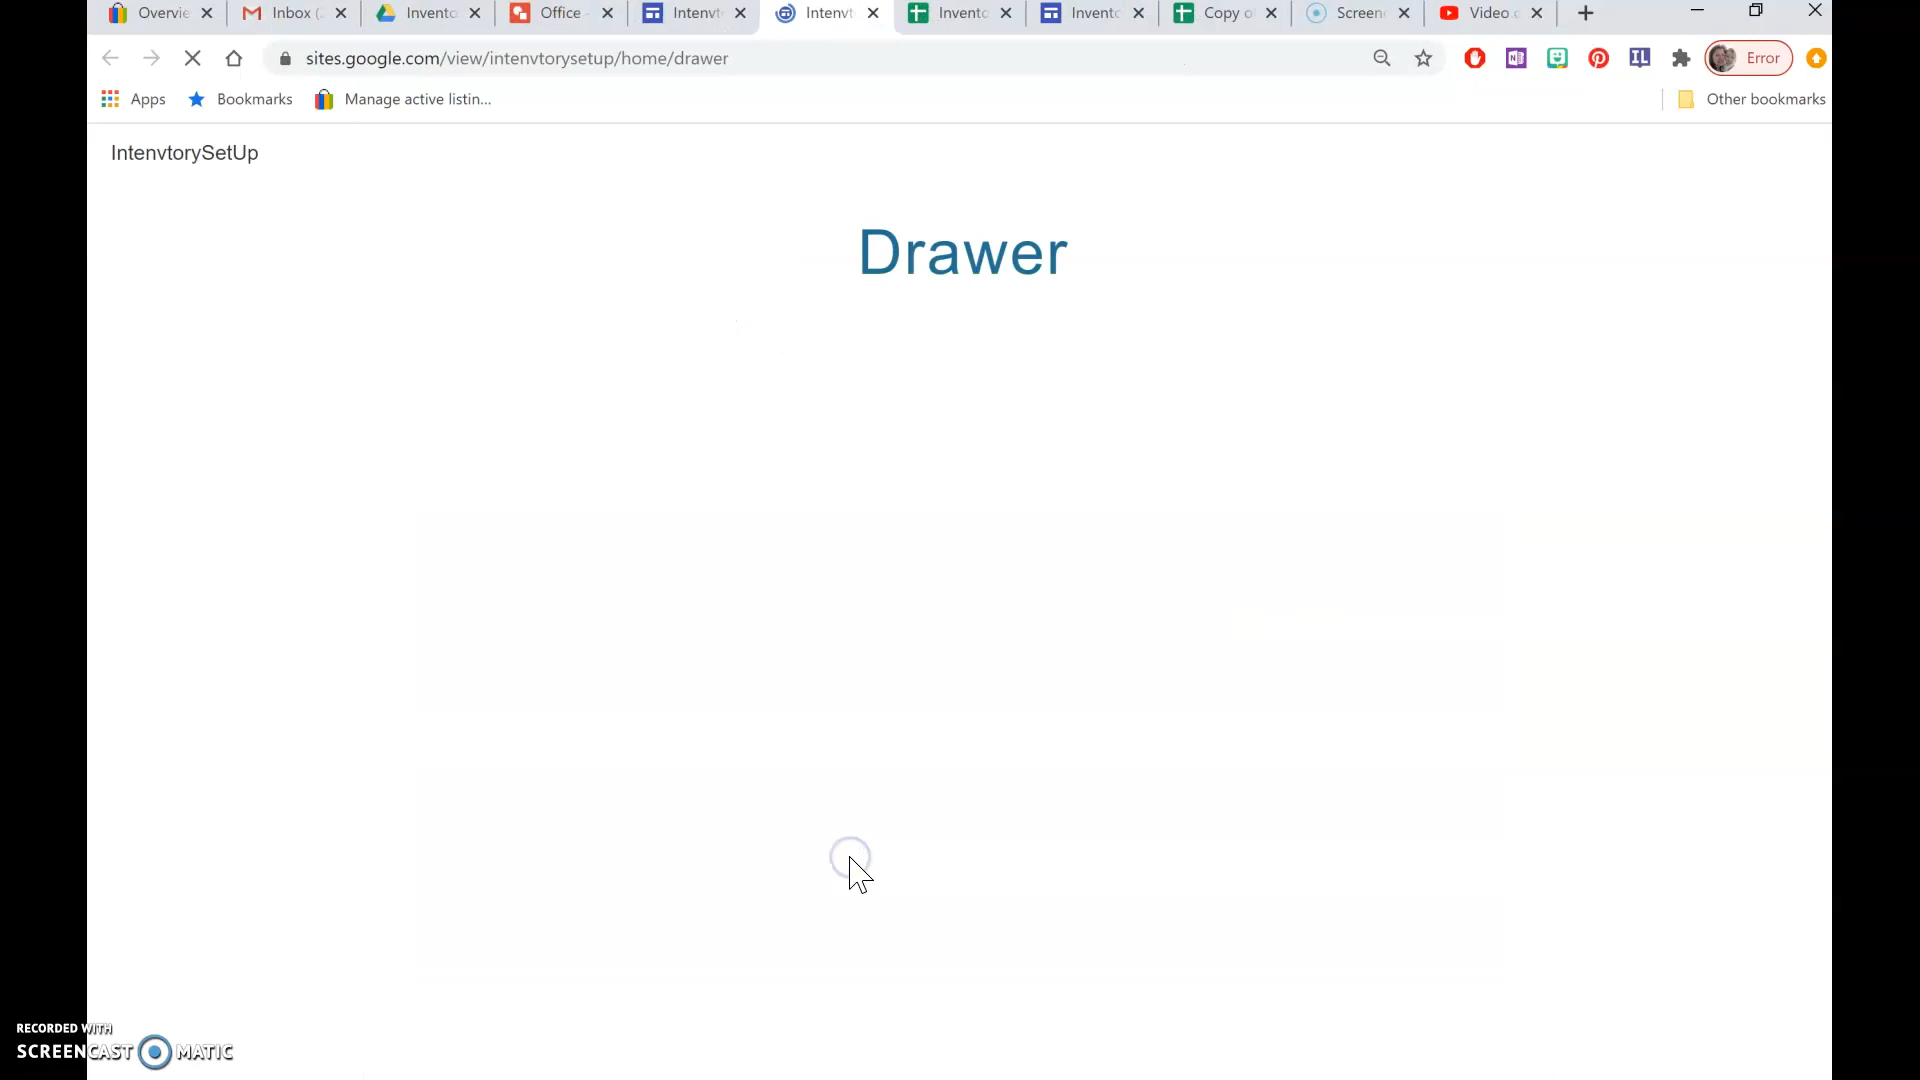 Overvie
Inbox (
Invento
Office -
Intenvt
Intenvt
Invento
Invento
Copy o
Screen
Video
sites.google.com/view/intenvtorysetup/home/drawer
Error
Apps
Bookmarks
Manage active listin...
Other bookmarks
IntenvtorySetUp
Drawer
RECORDED WITH
SCREENCAST MATIC